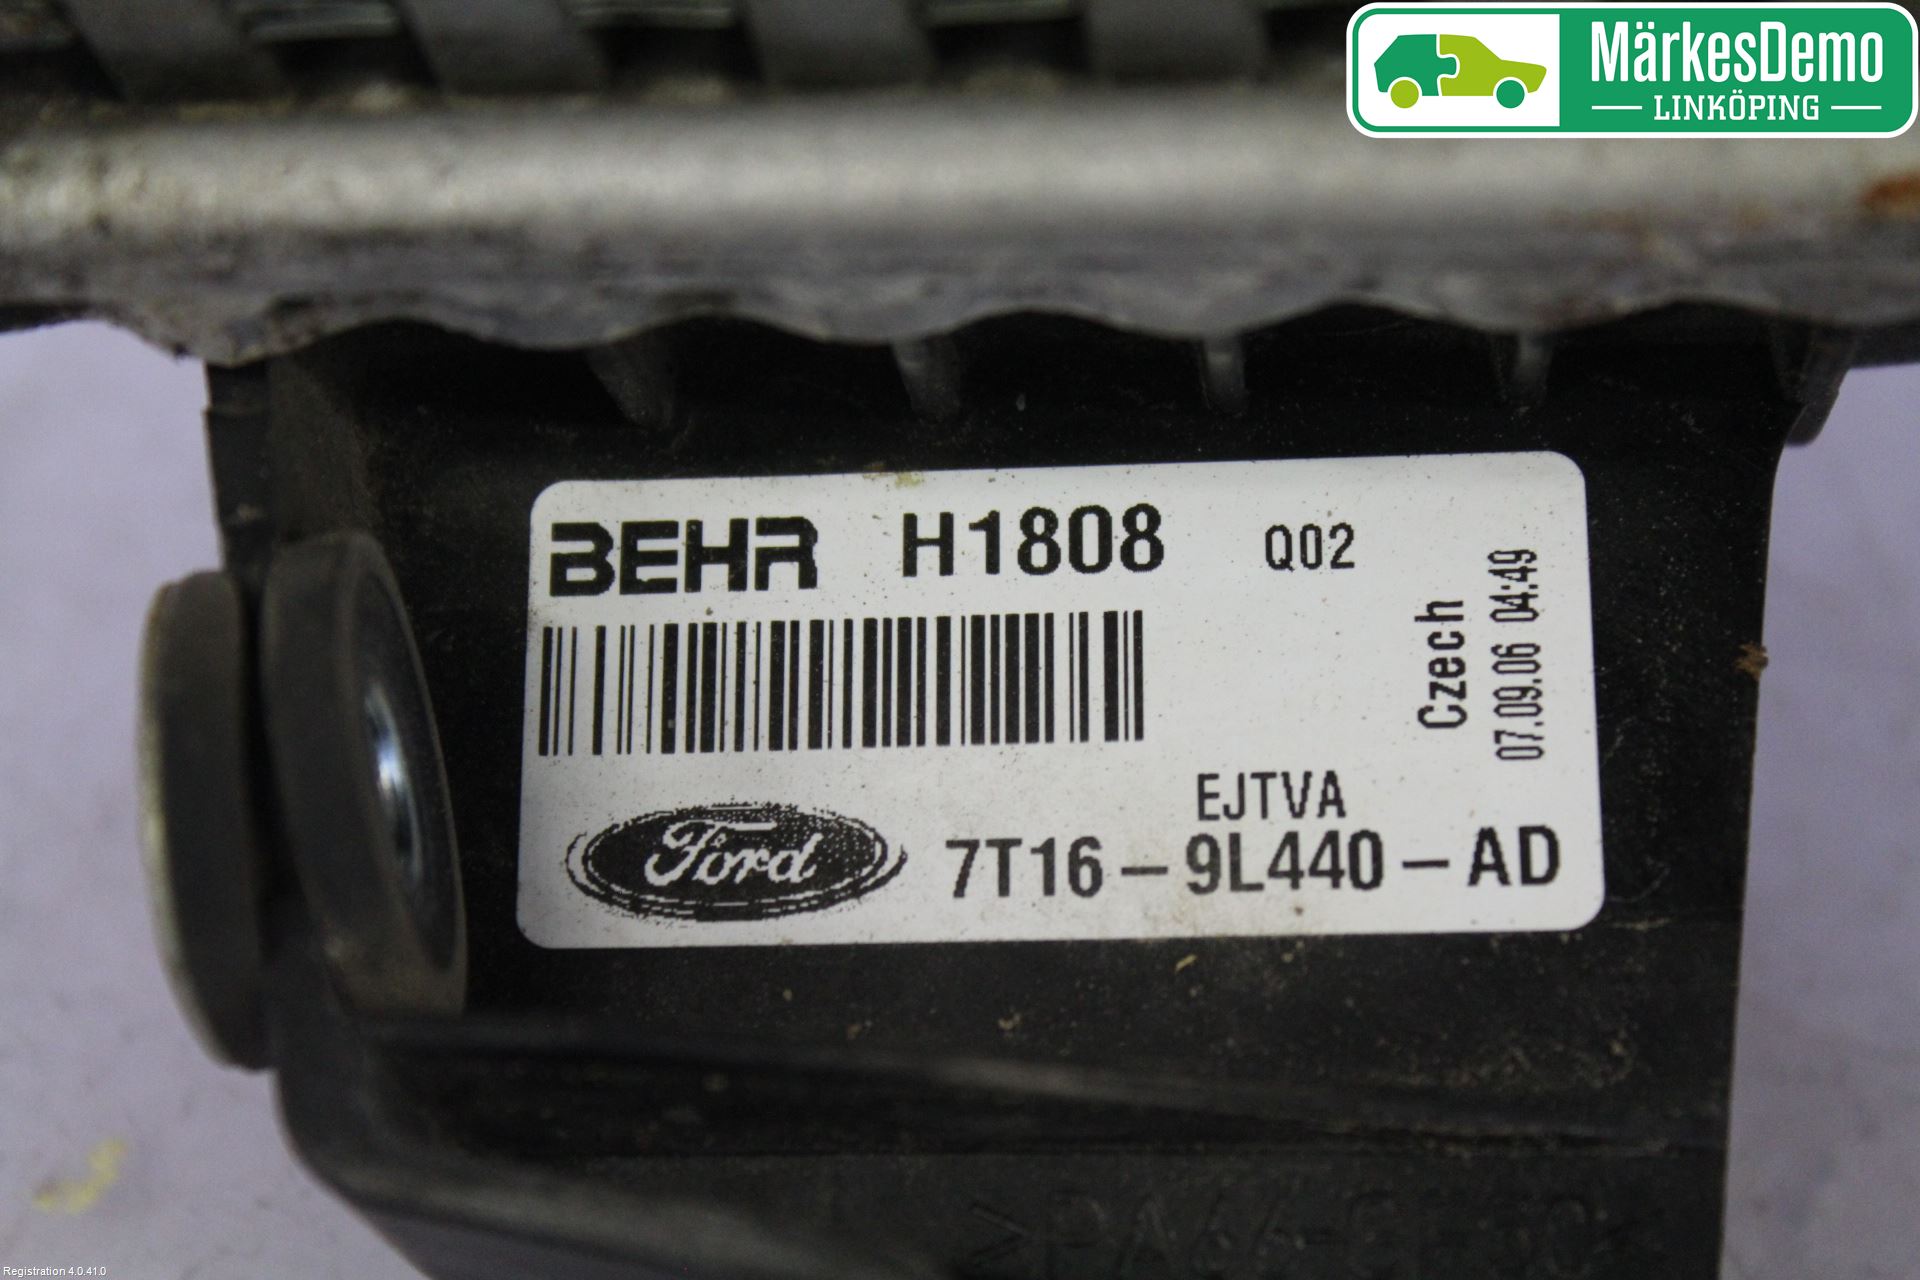 MärkesDemo
LINKÖPING
BEHR H1808 Q02
Czech
07.09.06 04:49
EJTVA
Ford 7T16-9L440-AD
Registration 4.0.41.0